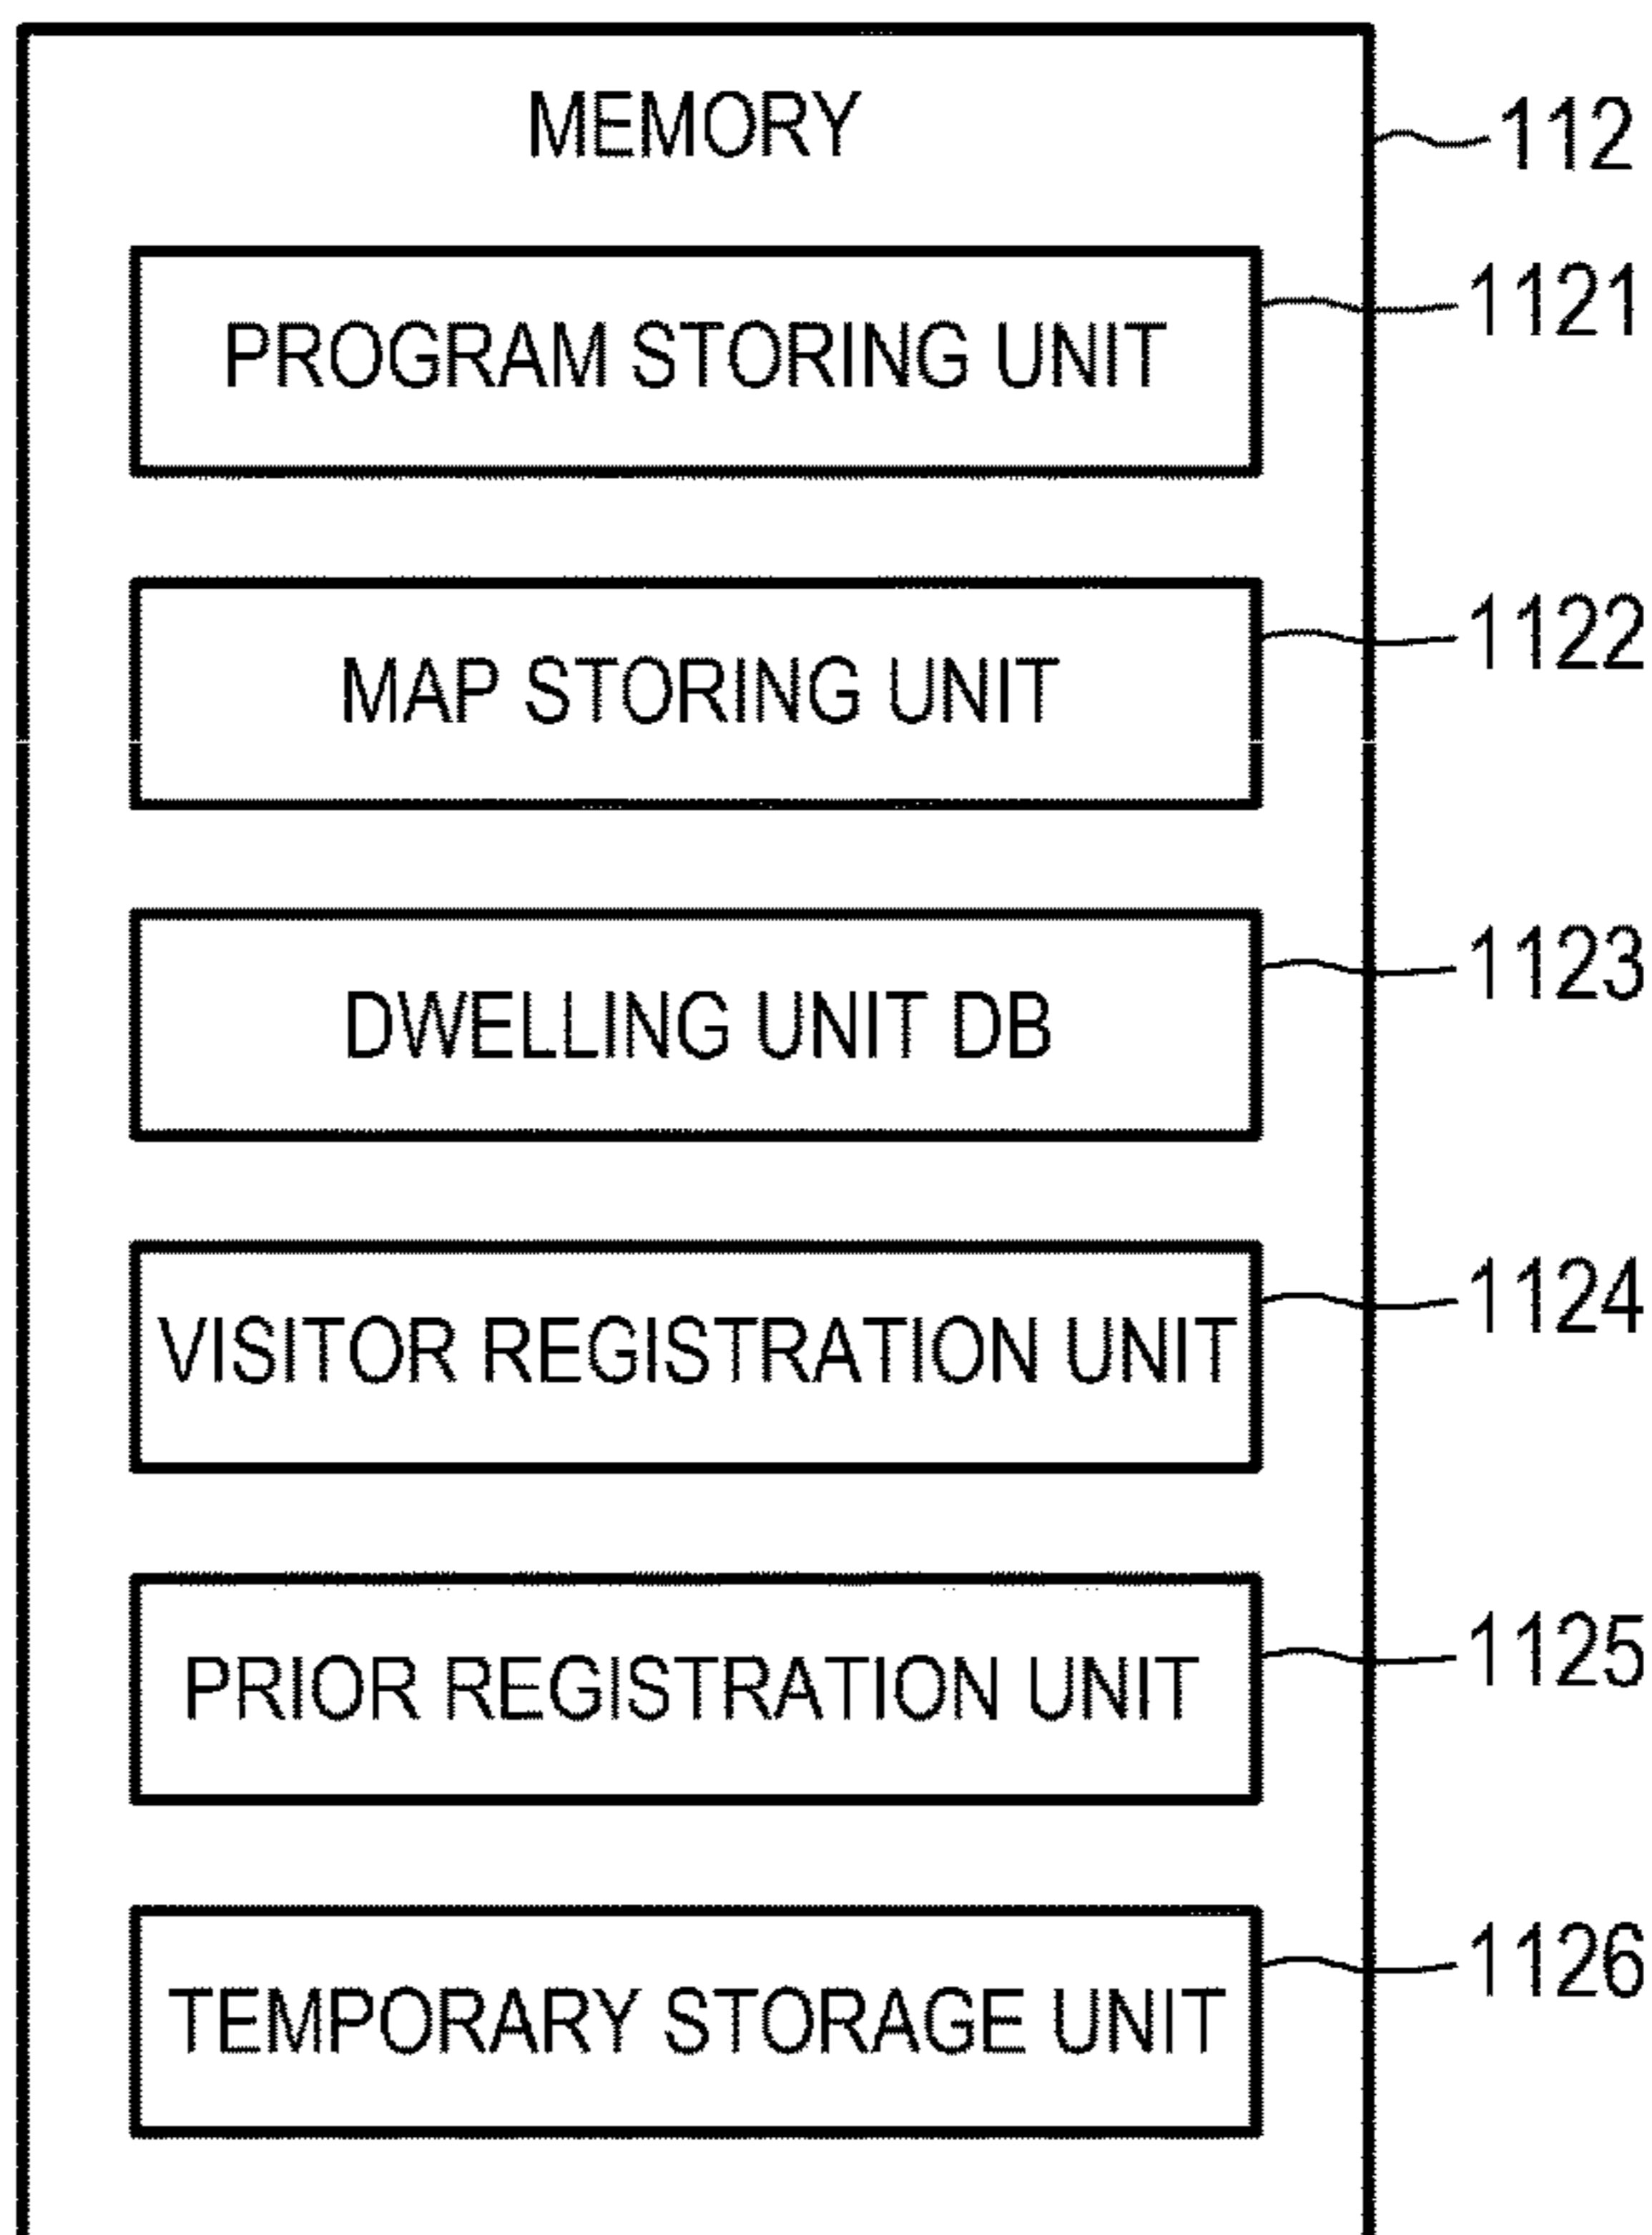 MEMORY
112
PROGRAM STORING UNIT
1121
MAP STORING UNIT
1122
DWELLING UNIT DB
1123
VISITOR REGISTRATION UNIT
1124
PRIOR REGISTRATION UNIT
1125
TEMPORARY STORAGE UNIT
1126